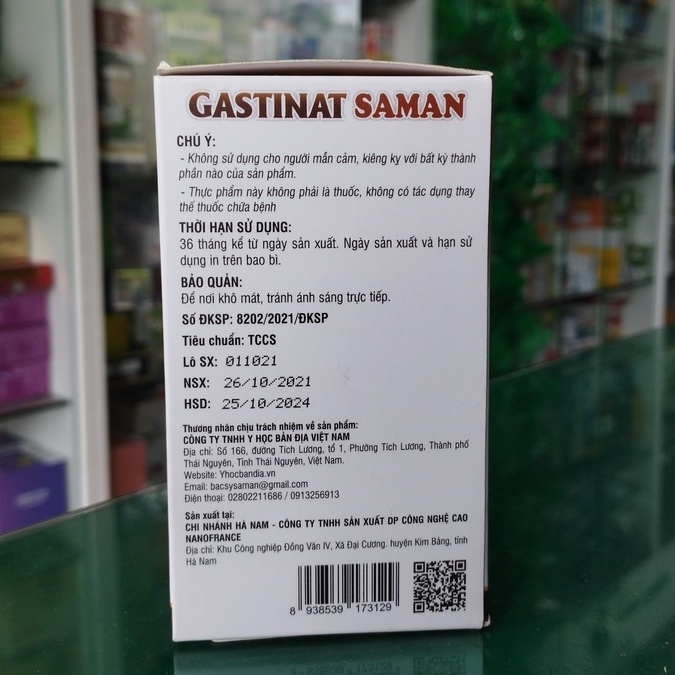 GASTINAT SAMAN
CHÚ Ý:
- Không sử dụng cho người mẫn cảm, kiêng kỵ với bất kỳ thành
phần nào của sản phẩm.
- Thực phẩm này không phải là thuốc, không có tác dụng thay
thế thuốc chữa bệnh
THỜI HẠN SỬ DỤNG:
36 tháng kể từ ngày sản xuất. Ngày sản xuất và hạn sử
dụng in trên bao bì.
BẢO QUẢN:
Để nơi khô mát, tránh ánh sáng trực tiếp.
Số ĐKSP: 8202/2021/ĐKSP
Tiêu chuẩn: TCCS
Lô SX: 011021
NSX: 26/10/2021
HSD: 25/10/2024
Thương nhân chịu trách nhiệm về sản phẩm:
CÔNG TY TNHH Y HỌC BẢN ĐỊA VIỆT NAM
Địa chỉ: Số 166, đường Tích Lương, tổ 1, Phường Tích Lương, Thành phố
Thái Nguyên, Tỉnh Thái Nguyên, Việt Nam.
Website: Yhocbandia.vn
Email: bacsysaman@gmail.com
Điện thoại: 02802211686 / 0913256913
Sản xuất tại:
CHI NHÁNH HÀ NAM - CÔNG TY TNHH SẢN XUẤT DP CÔNG NGHỆ CAO
NANOFRANCE
Địa chỉ: Khu Công nghiệp Đồng Văn IV, Xã Đại Cương. huyện Kim Bảng, tỉnh
Hà Nam
8 938539 173129